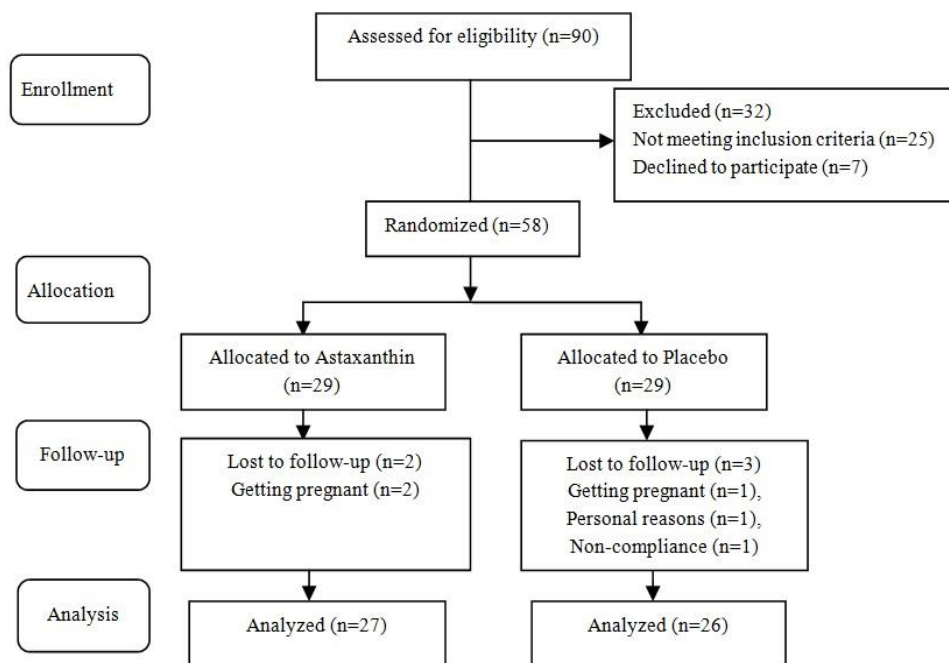 Assessed for eligibility (n=90)
Enrollment
Excluded (n=32)
Not meeting inclusion criteria (n=25)
Declined to participate (n=7)
Randomized (n=58)
Allocation
Allocated to Astaxanthin
(n=29)
Allocated to Placebo
(n=29)
Follow-up
Lost to follow-up (n=2)
Getting pregnant (n=2)
Lost to follow-up (n=3)
Getting pregnant (n=1),
Personal reasons (n=1),
Non-compliance (n=1)
Analysis
Analyzed (n=27)
Analyzed (n=26)